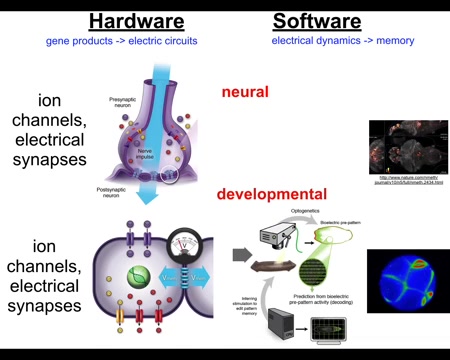 Hardware
Software
gene products -> electric circuits
electrical dynamics -> memory
neural
Presynaptic
neuron
ion
channels,
electrical
synapses
Nerve
impulse
http://www.nature.com/nmeth/
journal/v10/n5/full/nmeth.2434.html
Postsynaptic
neuron
developmental
Optogenetics
Bioelectric pre-pattern
V
ion
channels,
electrical
synapses
Prediction from bioelectric
pre-pattern activity (decoding)
Inferring
stimulation to
edit pattern
memory